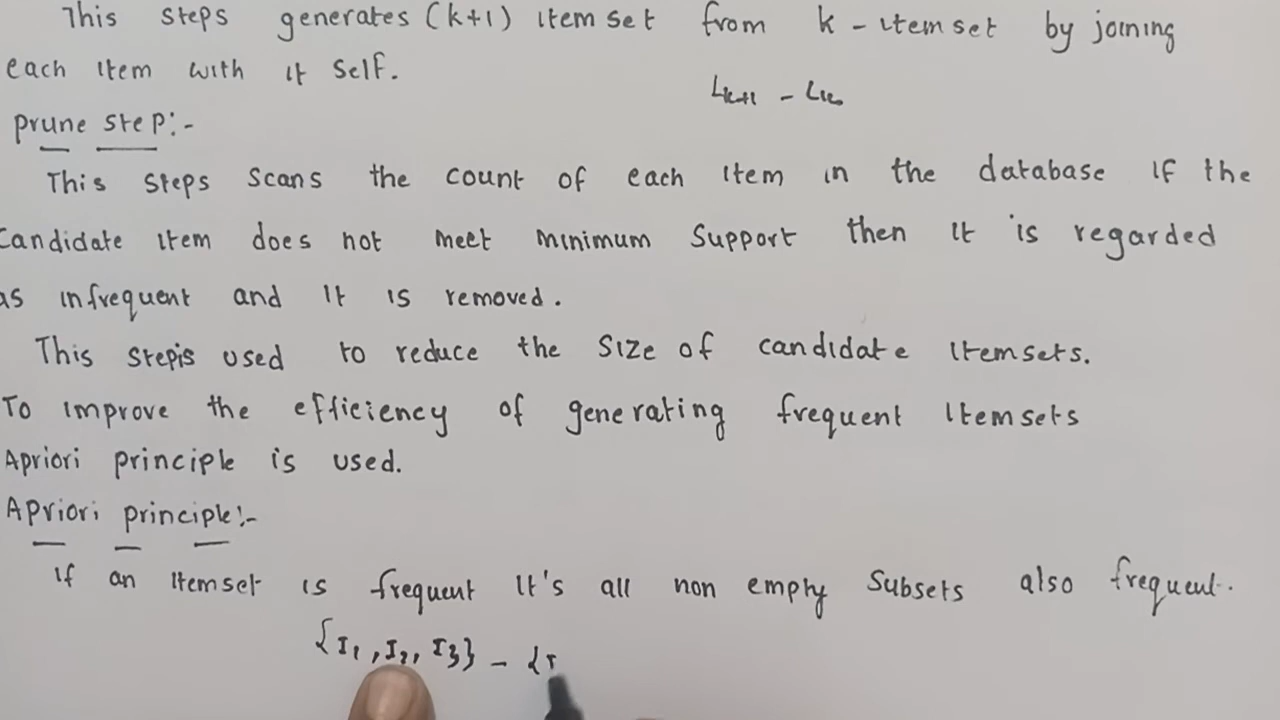 This steps generates (k+1) item set from k - itemset by joining
each item with it self.
Lk+1 - Lk
prune step:-
This steps scans the count of each item in the database if the
candidate item does not meet minimum support then it is regarded
as infrequent and it is removed.
This step is used to reduce the size of candidate itemsets.
To improve the efficiency of generating frequent itemsets
Apriori principle is used.
Apriori principle:-
If an itemset is frequent it's all non empty subsets also frequent.
{I1, I2, I3} - {I